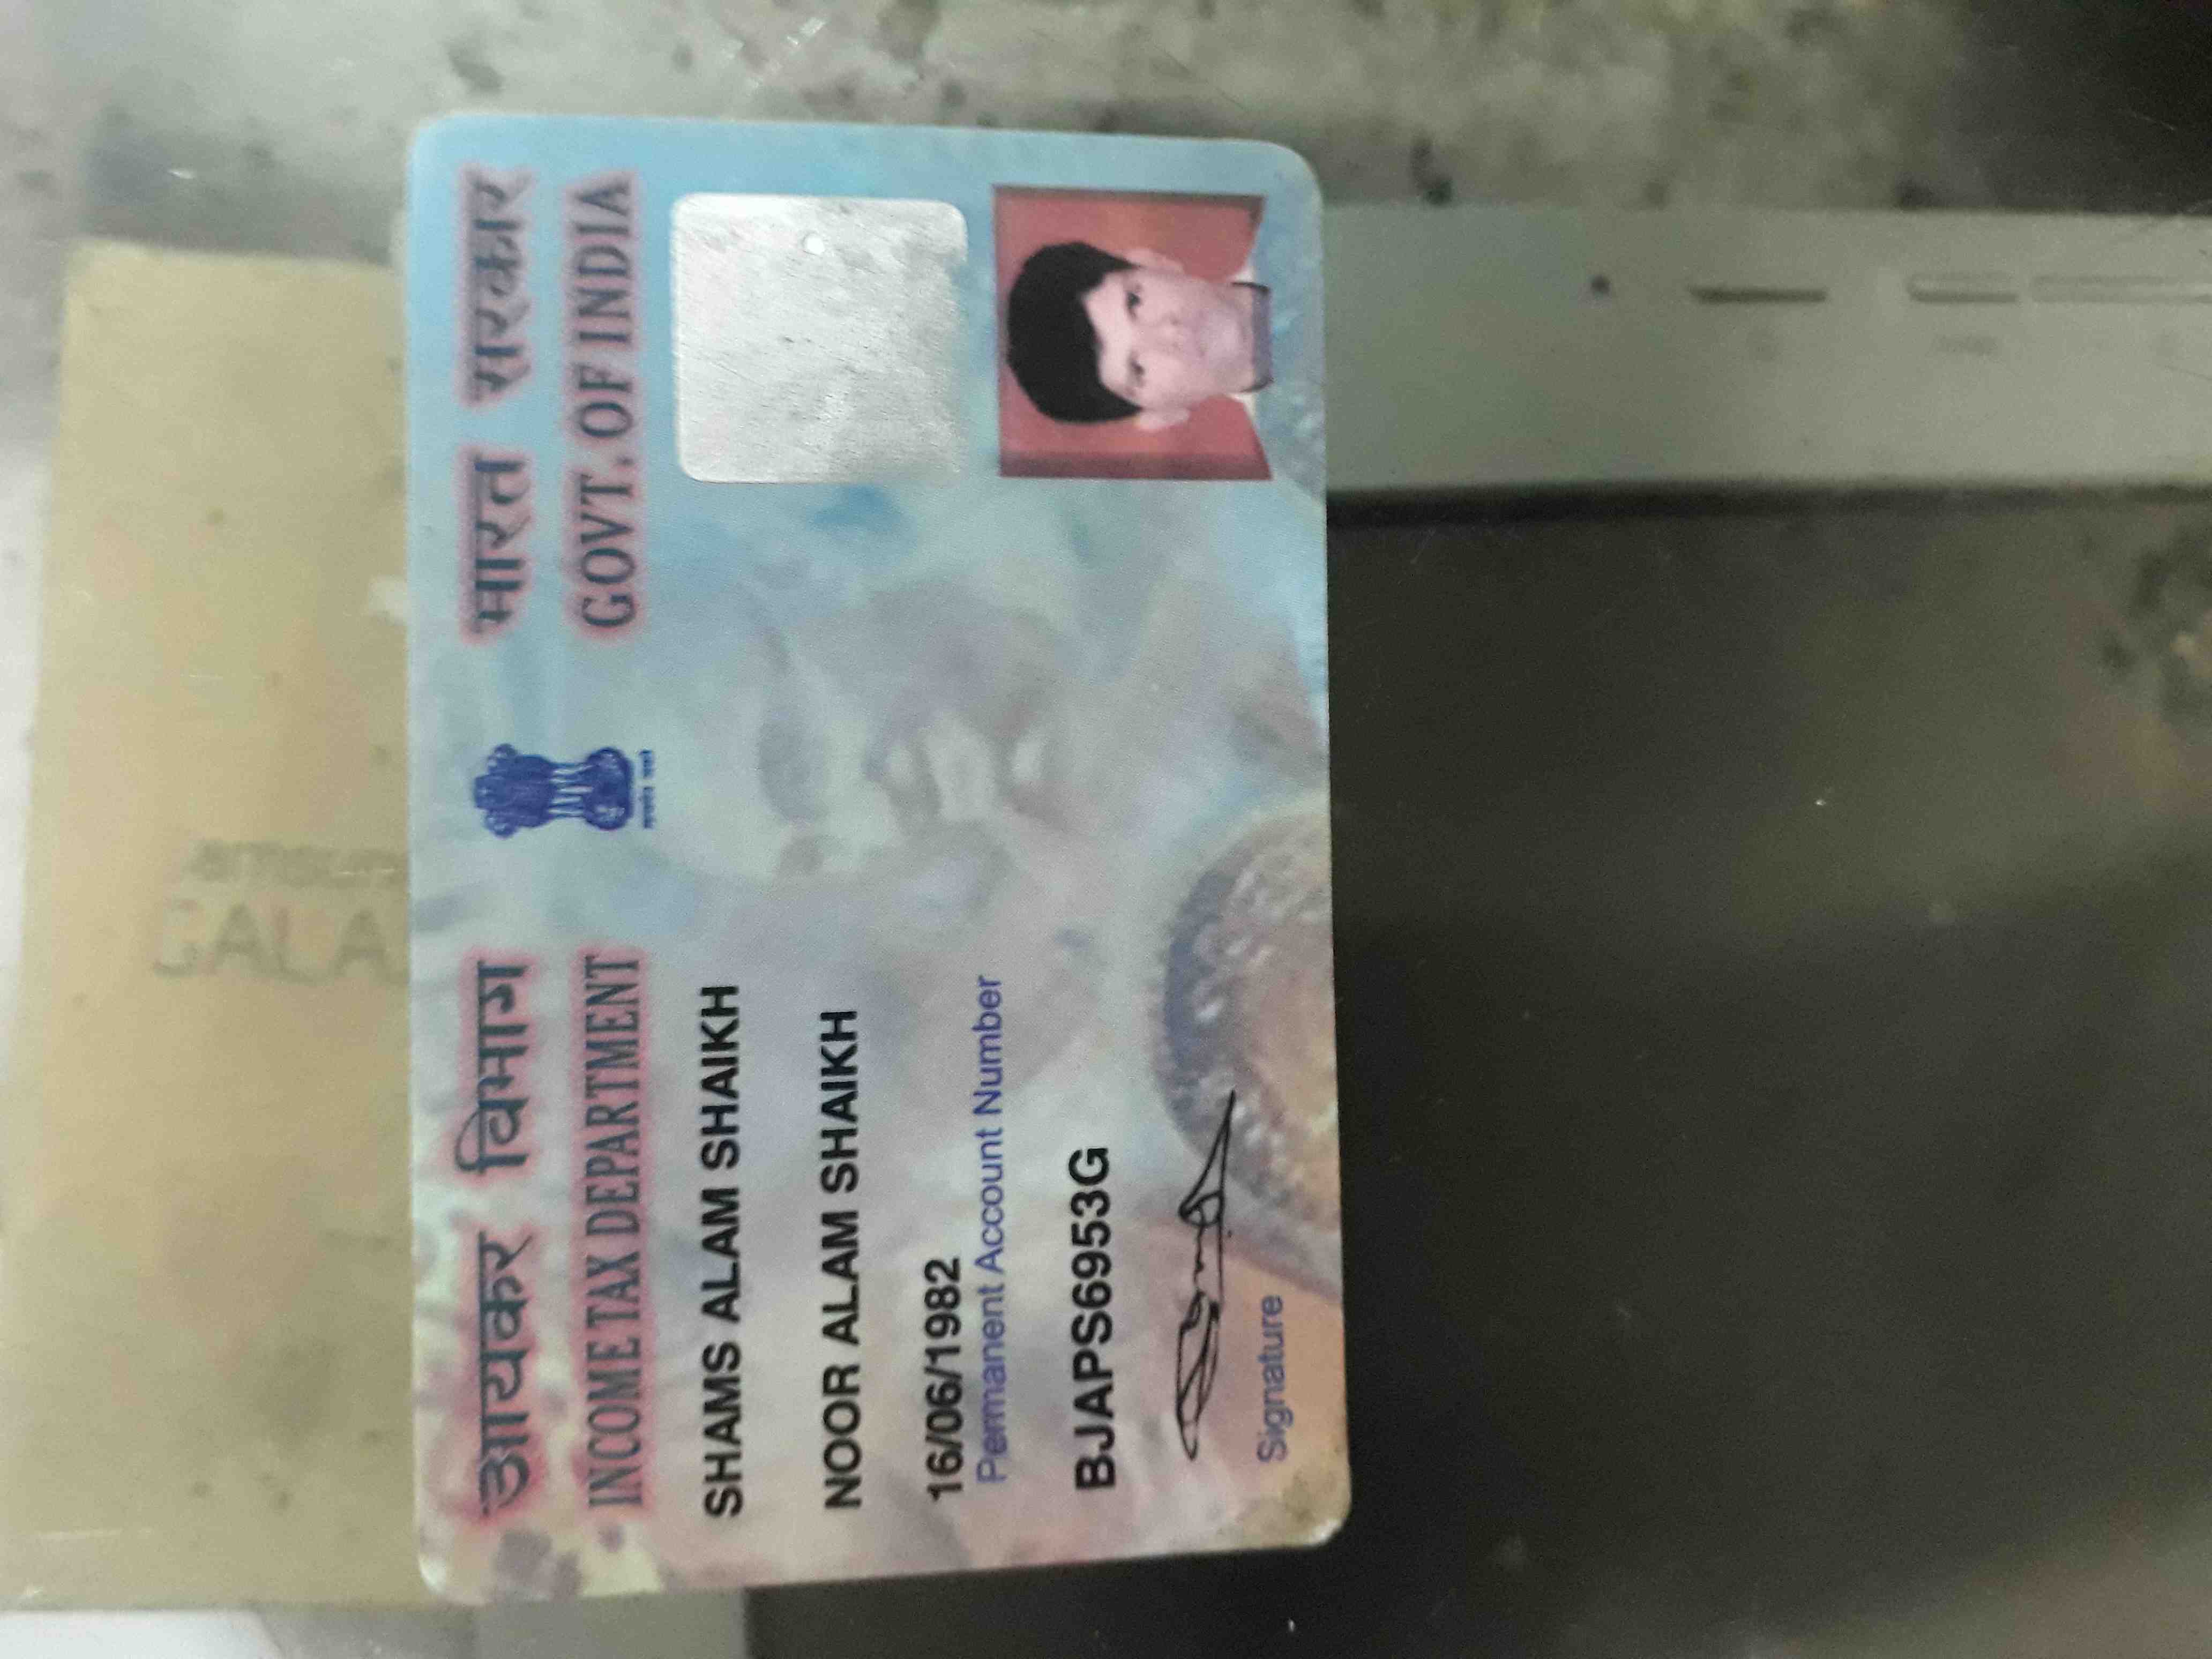 आयकर विभाग
INCOME TAX DEPARTMENT
भारत सरकार
GOVT. OF INDIA
SHAMS ALAM SHAIKH
NOOR ALAM SHAIKH
16/06/1982
Permanent Account Number
BJAPS6953G
Signature